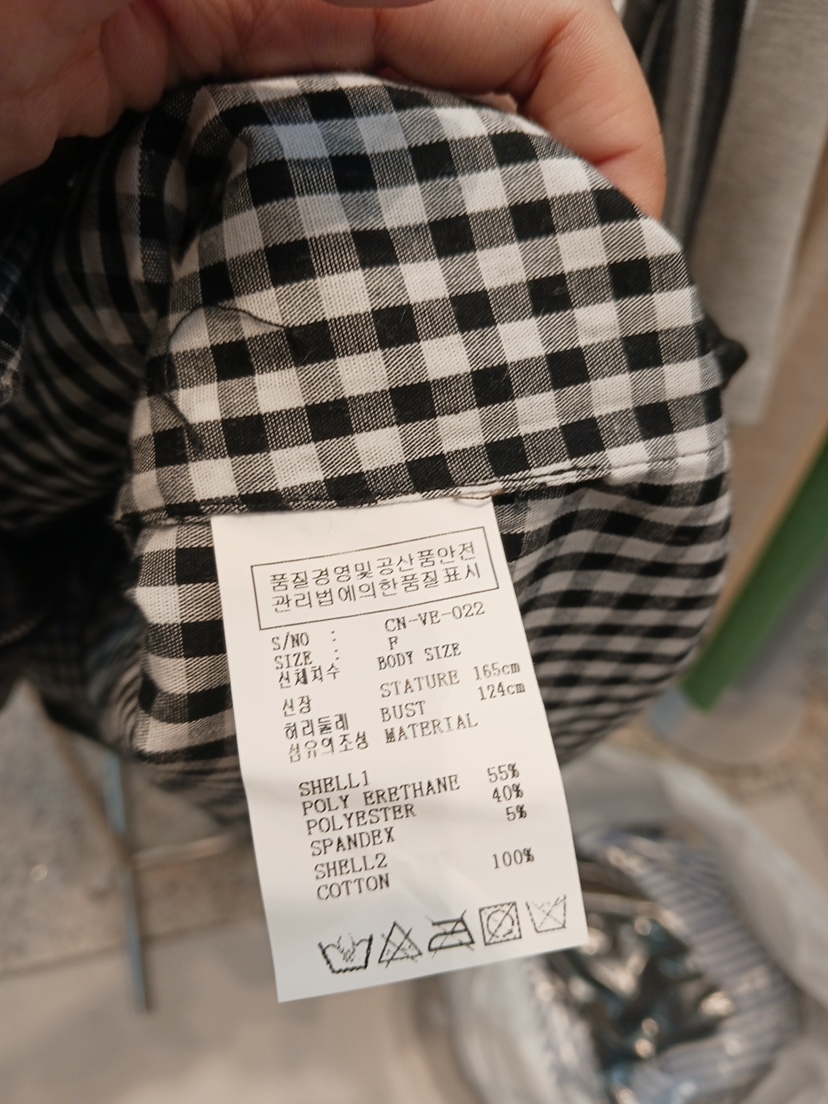 품질경영및공산품안전
관리법에의한품질표시
S/NO : CN-VE-022
SIZE : F
신체치수 BODY SIZE
신장 STATURE 165cm
허리둘레 BUST 124cm
섬유의조성 MATERIAL
SHELL1
POLY ERETHANE 55%
POLYESTER 40%
SPANDEX 5%
SHELL2
COTTON 100%